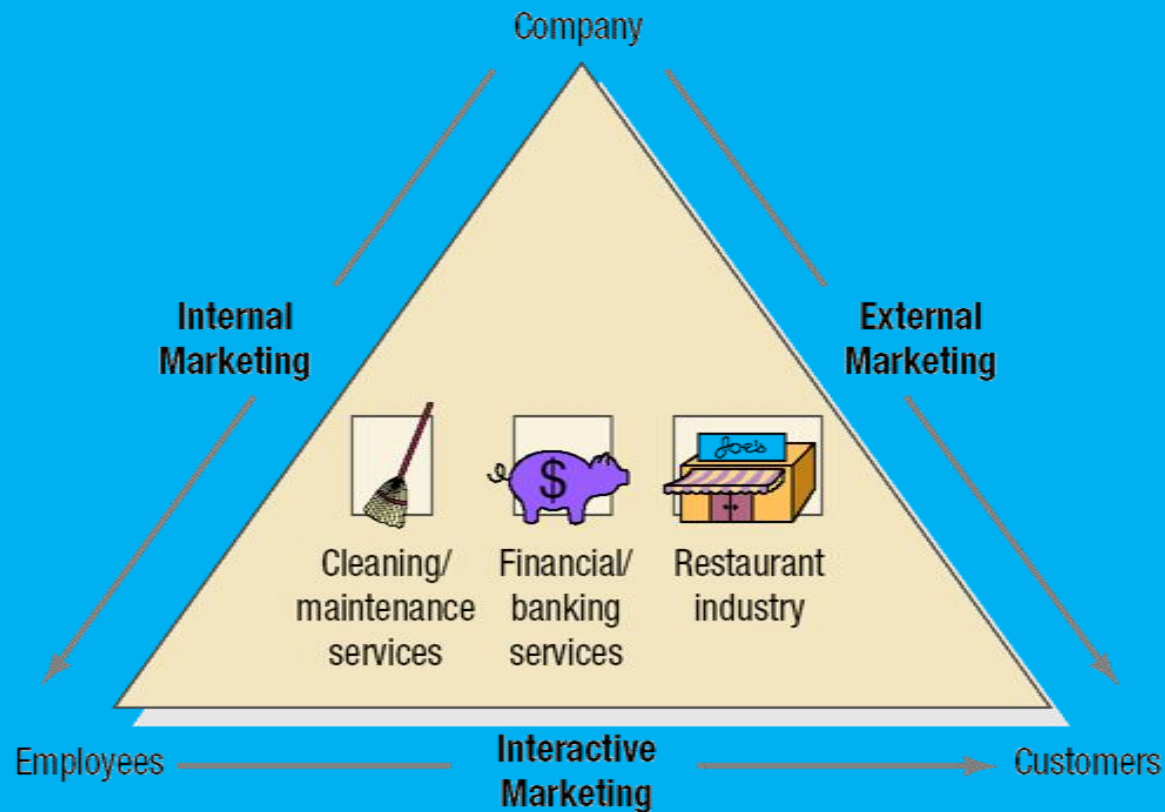 Company
Internal
Marketing
External
Marketing
Joe's
$
Cleaning/
maintenance
services
Financial/
banking
services
Restaurant
industry
Employees
Interactive
Marketing
Customers